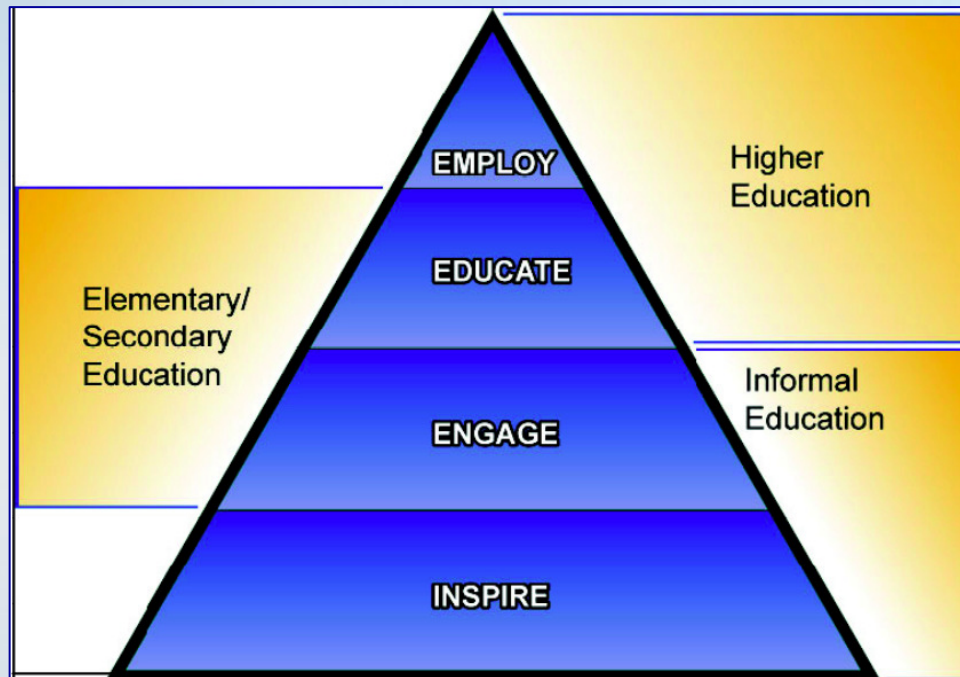 EMPLOY
Higher
Education
EDUCATE
Elementary/
Secondary
Education
Informal
Education
ENGAGE
INSPIRE